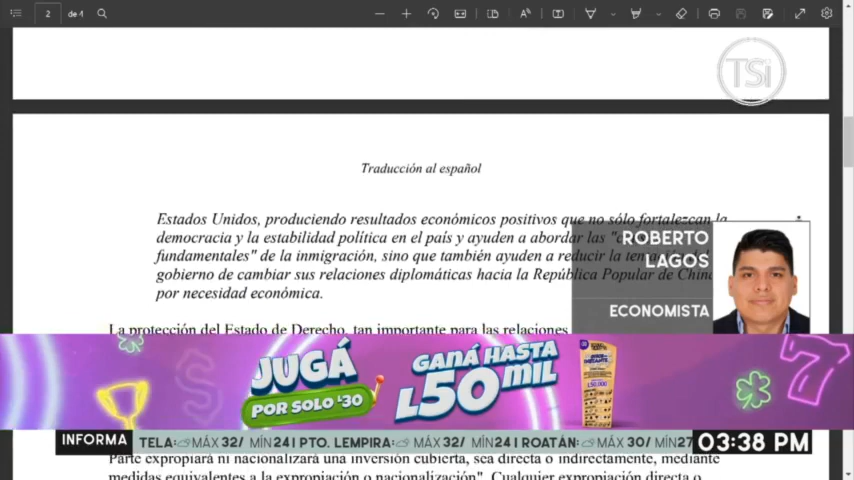 2
de 4
TSi
Traducción al español
Estados Unidos, produciendo resultados económicos positivos que no sólo fortalezcan la
democracia y la estabilidad política en el país y ayuden a abordar las
fundamentales" de la inmigración, sino que también ayuden a reducir la
gobierno de cambiar sus relaciones diplomáticas hacia la República Popular de China
por necesidad económica.
ROBERTO
LAGOS
ECONOMISTA
La protección del Estado de Derecho, tan importante para las relaciones
JUGÁ
POR SOLO L30
GANÁ HASTA
L50 MIL
7
INFORMA
TELA: MÁX 32/ MÍN 24 | PTO. LEMPIRA: MÁX 32/ MÍN 24 | ROATÁN: MÁX 30/ MÍN 27
03:38 PM
Parte expropiará ni nacionalizará una inversión cubierta, sea directa o indirectamente, mediante
medidas equivalentes a la expropiación o nacionalización". Cualquier expropiación directa o